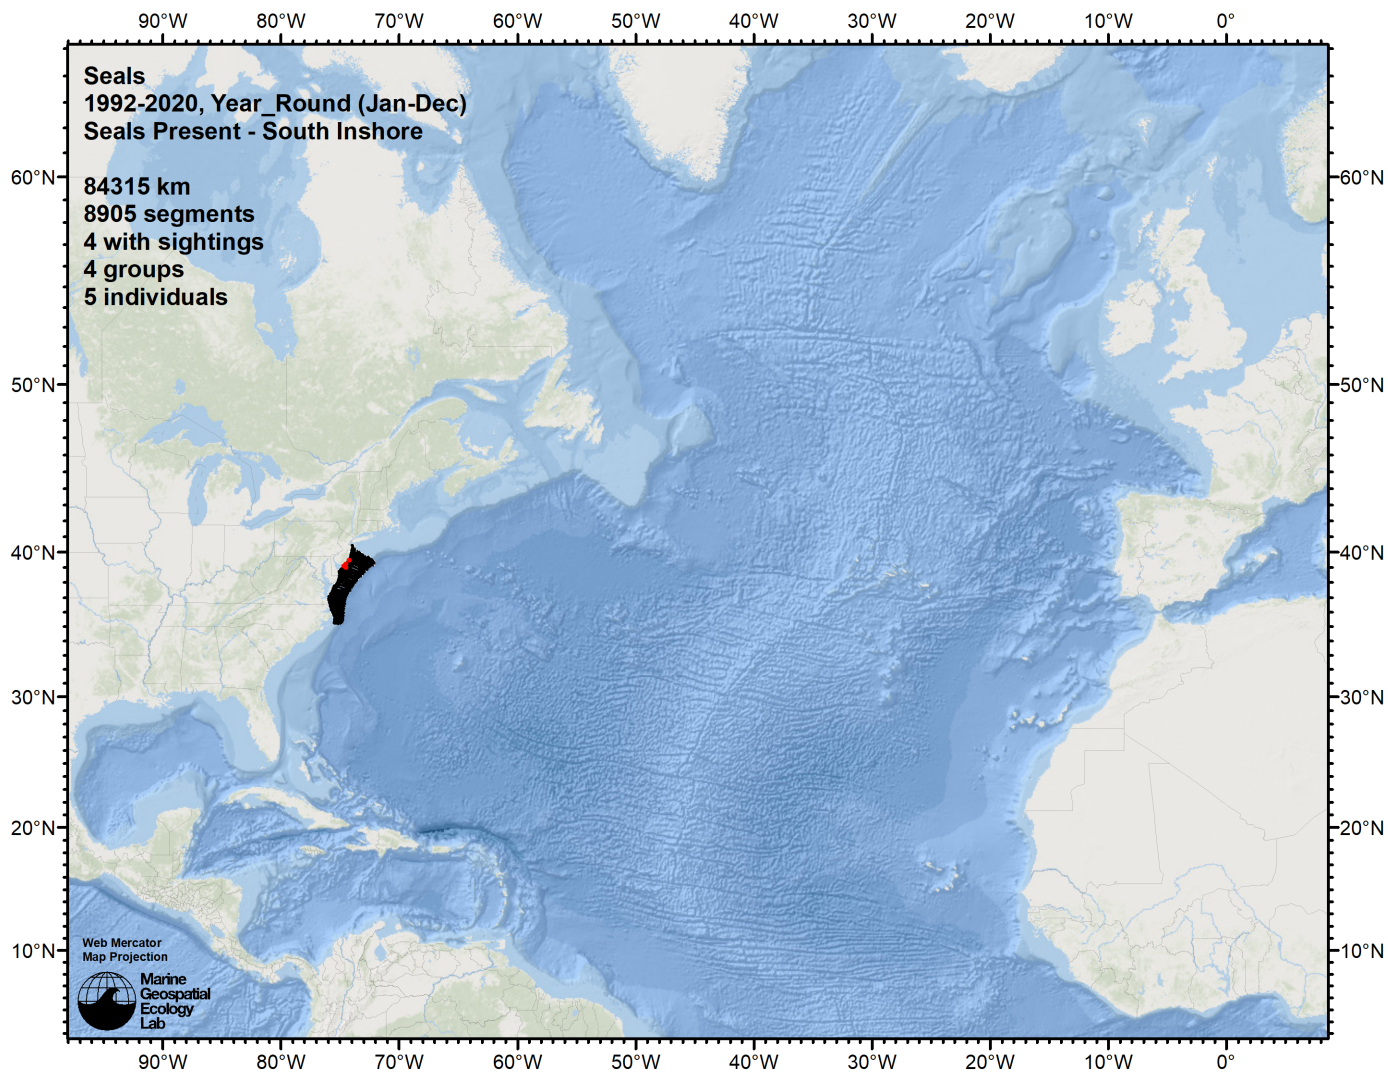 90°W 80°W 70°W 60°W 50°W 40°W 30°W 20°W 10°W 0°
Seals
1992-2020, Year_Round (Jan-Dec)
Seals Present - South Inshore
60°N 60°N
84315 km
8905 segments
4 with sightings
4 groups
5 individuals
50°N 50°N
40°N 40°N
30°N 30°N
20°N 20°N
10°N 10°N
Web Mercator
Map Projection
Marine
Geospatial
Ecology
Lab
90°W 80°W 70°W 60°W 50°W 40°W 30°W 20°W 10°W 0°